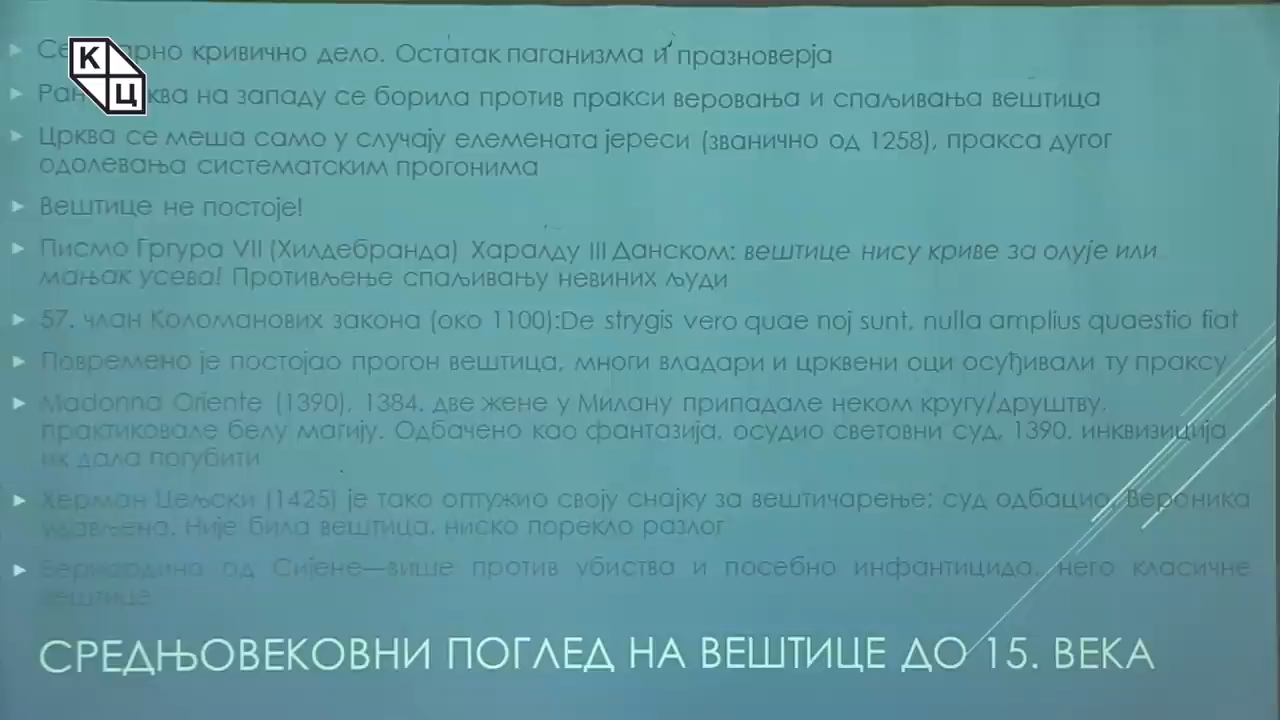 К
Ц
кривично дело. Остатак паганизма и празноверја
на западу се борила против пракси веровања и спаљивања вештица
Црква се меша само у случају елемената јереси (званично од 1258), пракса дугог
одолевања систематским прогонима
Вештице не постоје!
Писмо Гргура VII (Хилдебранда) Харалду III Данском: вештице нису криве за олује или
мањак усева! Противљење спаљивању невиних људи
57. члан Коломанових закона (око 1100):De strygis vero quae noj sunt, nulla amplius quaestio fiat
Повремено је постојао прогон вештица, многи владари и црквени оци осуђивали ту праксу
Madonna Oriente (1390), 1384. две жене у Милану припадале неком кругу/друштву,
практиковале белу магију. Одбачено као фантазија, осудио световни суд, 1390. инквизиција
их дала погубити
Херман Цељски (1425) је тако оптужио своју снајку за вештичарење; суд одбацио, Вероника
удављена. Није била вештица, ниско порекло разлог
Бернардина од Сијене—више против убиства и посебно инфантицида, него класичне
вештице
СРЕДЊОВЕКОВНИ ПОГЛЕД НА ВЕШТИЦЕ ДО 15. ВЕКА